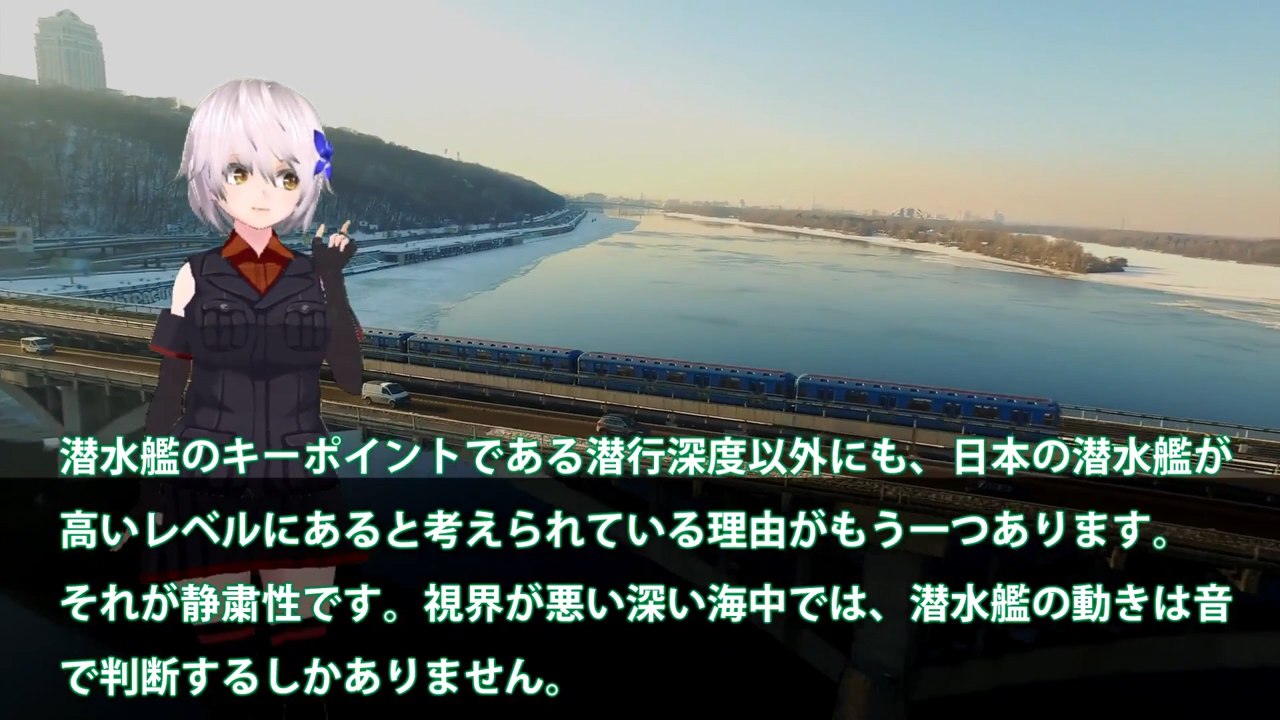 潜水艦のキーポイントである潜行深度以外にも、日本の潜水艦が
高いレベルにあると考えられている理由がもう一つあります。
それが静粛性です。視界が悪い深い海中では、潜水艦の動きは音
で判断するしかありません。